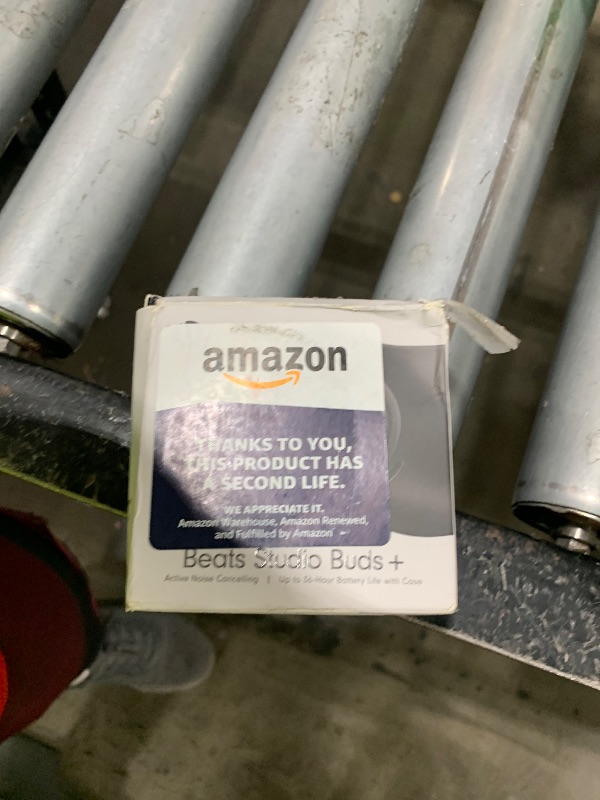 amazon
THANKS TO YOU,
THIS PRODUCT HAS
A SECOND LIFE.
WE APPRECIATE IT.
Amazon Warehouse, Amazon Renewed,
and Fulfilled by Amazon
Beats Studio Buds +
Active Noise Cancelling | Up to 36-Hour Battery Life with Case